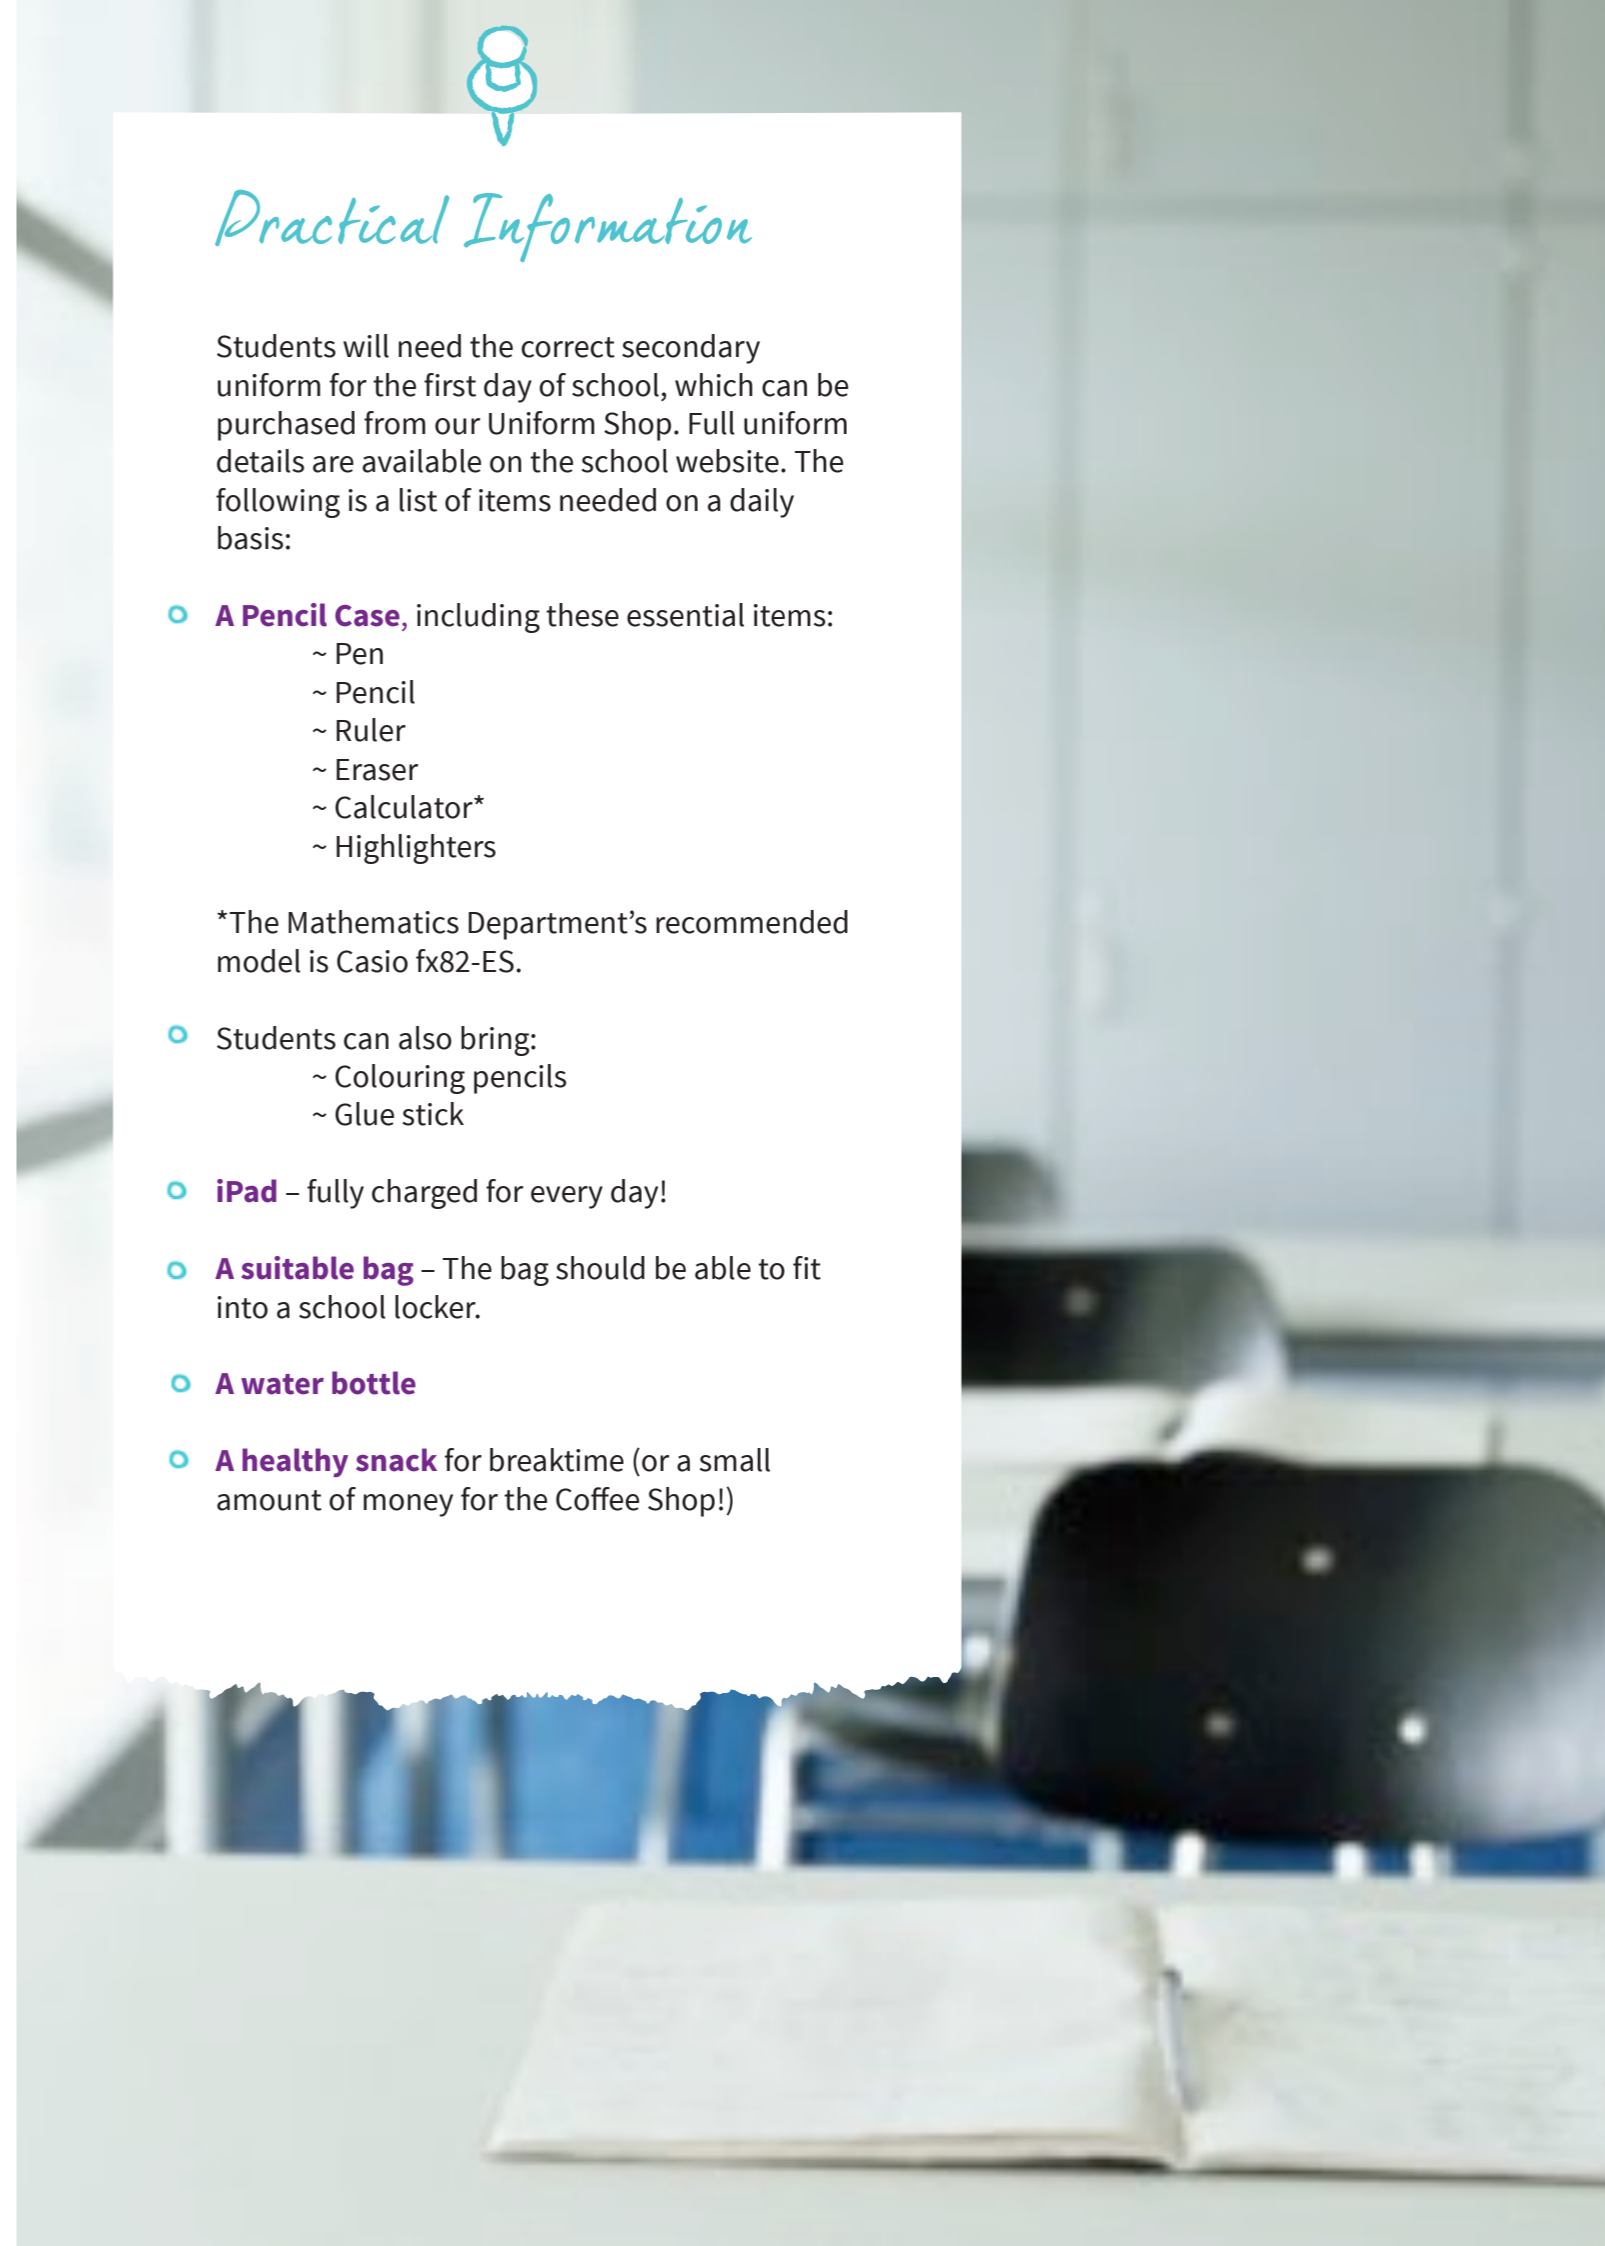 Practical Information
Students will need the correct secondary
uniform for the first day of school, which can be
purchased from our Uniform Shop. Full uniform
details are available on the school website. The
following is a list of items needed on a daily
basis:
A Pencil Case, including these essential items:
~ Pen
~ Pencil
~ Ruler
~ Eraser
~ Calculator*
~ Highlighters
*The Mathematics Department’s recommended
model is Casio fx82-ES.
Students can also bring:
~ Colouring pencils
~ Glue stick
iPad – fully charged for every day!
A suitable bag – The bag should be able to fit
into a school locker.
A water bottle
A healthy snack for breaktime (or a small
amount of money for the Coffee Shop!)